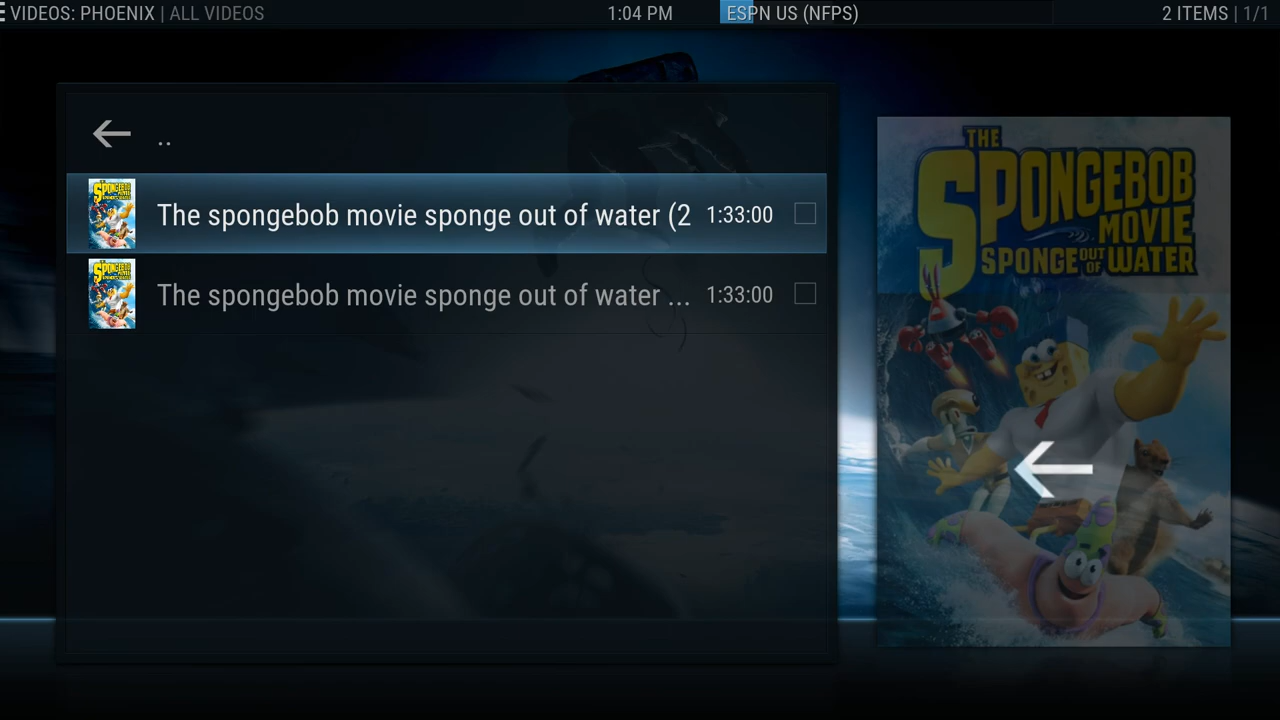 VIDEOS: PHOENIX | ALL VIDEOS
1:04 PM
ESPN US (NFPS)
2 ITEMS | 1/1
..
The spongebob movie sponge out of water (2 1:33:00
The spongebob movie sponge out of water ... 1:33:00
THE
SPONGEBOB
MOVIE
SPONGE OUT OF WATER